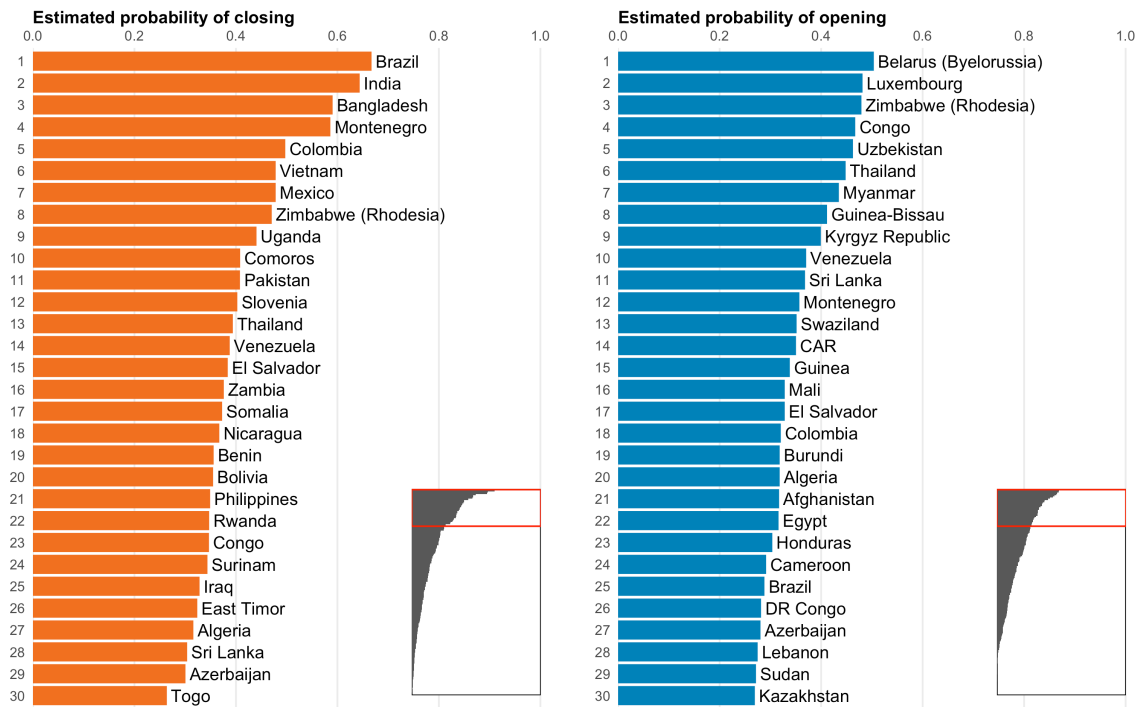 Estimated probability of closing
0.0 0.2 0.4 0.6 0.8 1.0
1 Brazil
2 India
3 Bangladesh
4 Montenegro
5 Colombia
6 Vietnam
7 Mexico
8 Zimbabwe (Rhodesia)
9 Uganda
10 Comoros
11 Pakistan
12 Slovenia
13 Thailand
14 Venezuela
15 El Salvador
16 Zambia
17 Somalia
18 Nicaragua
19 Benin
20 Bolivia
21 Philippines
22 Rwanda
23 Congo
24 Surinam
25 Iraq
26 East Timor
27 Algeria
28 Sri Lanka
29 Azerbaijan
30 Togo
Estimated probability of opening
0.0 0.2 0.4 0.6 0.8 1.0
1 Belarus (Byelorussia)
2 Luxembourg
3 Zimbabwe (Rhodesia)
4 Congo
5 Uzbekistan
6 Thailand
7 Myanmar
8 Guinea-Bissau
9 Kyrgyz Republic
10 Venezuela
11 Sri Lanka
12 Montenegro
13 Swaziland
14 CAR
15 Guinea
16 Mali
17 El Salvador
18 Colombia
19 Burundi
20 Algeria
21 Afghanistan
22 Egypt
23 Honduras
24 Cameroon
25 Brazil
26 DR Congo
27 Azerbaijan
28 Lebanon
29 Sudan
30 Kazakhstan